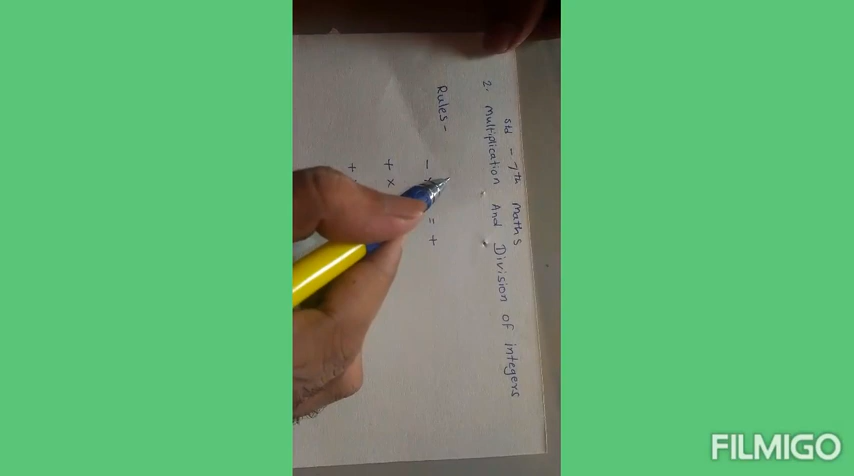 Std - 7th Maths
2. Multiplication And Division of integers
Rules -
- × = +
+ ×
+
FILMIGO